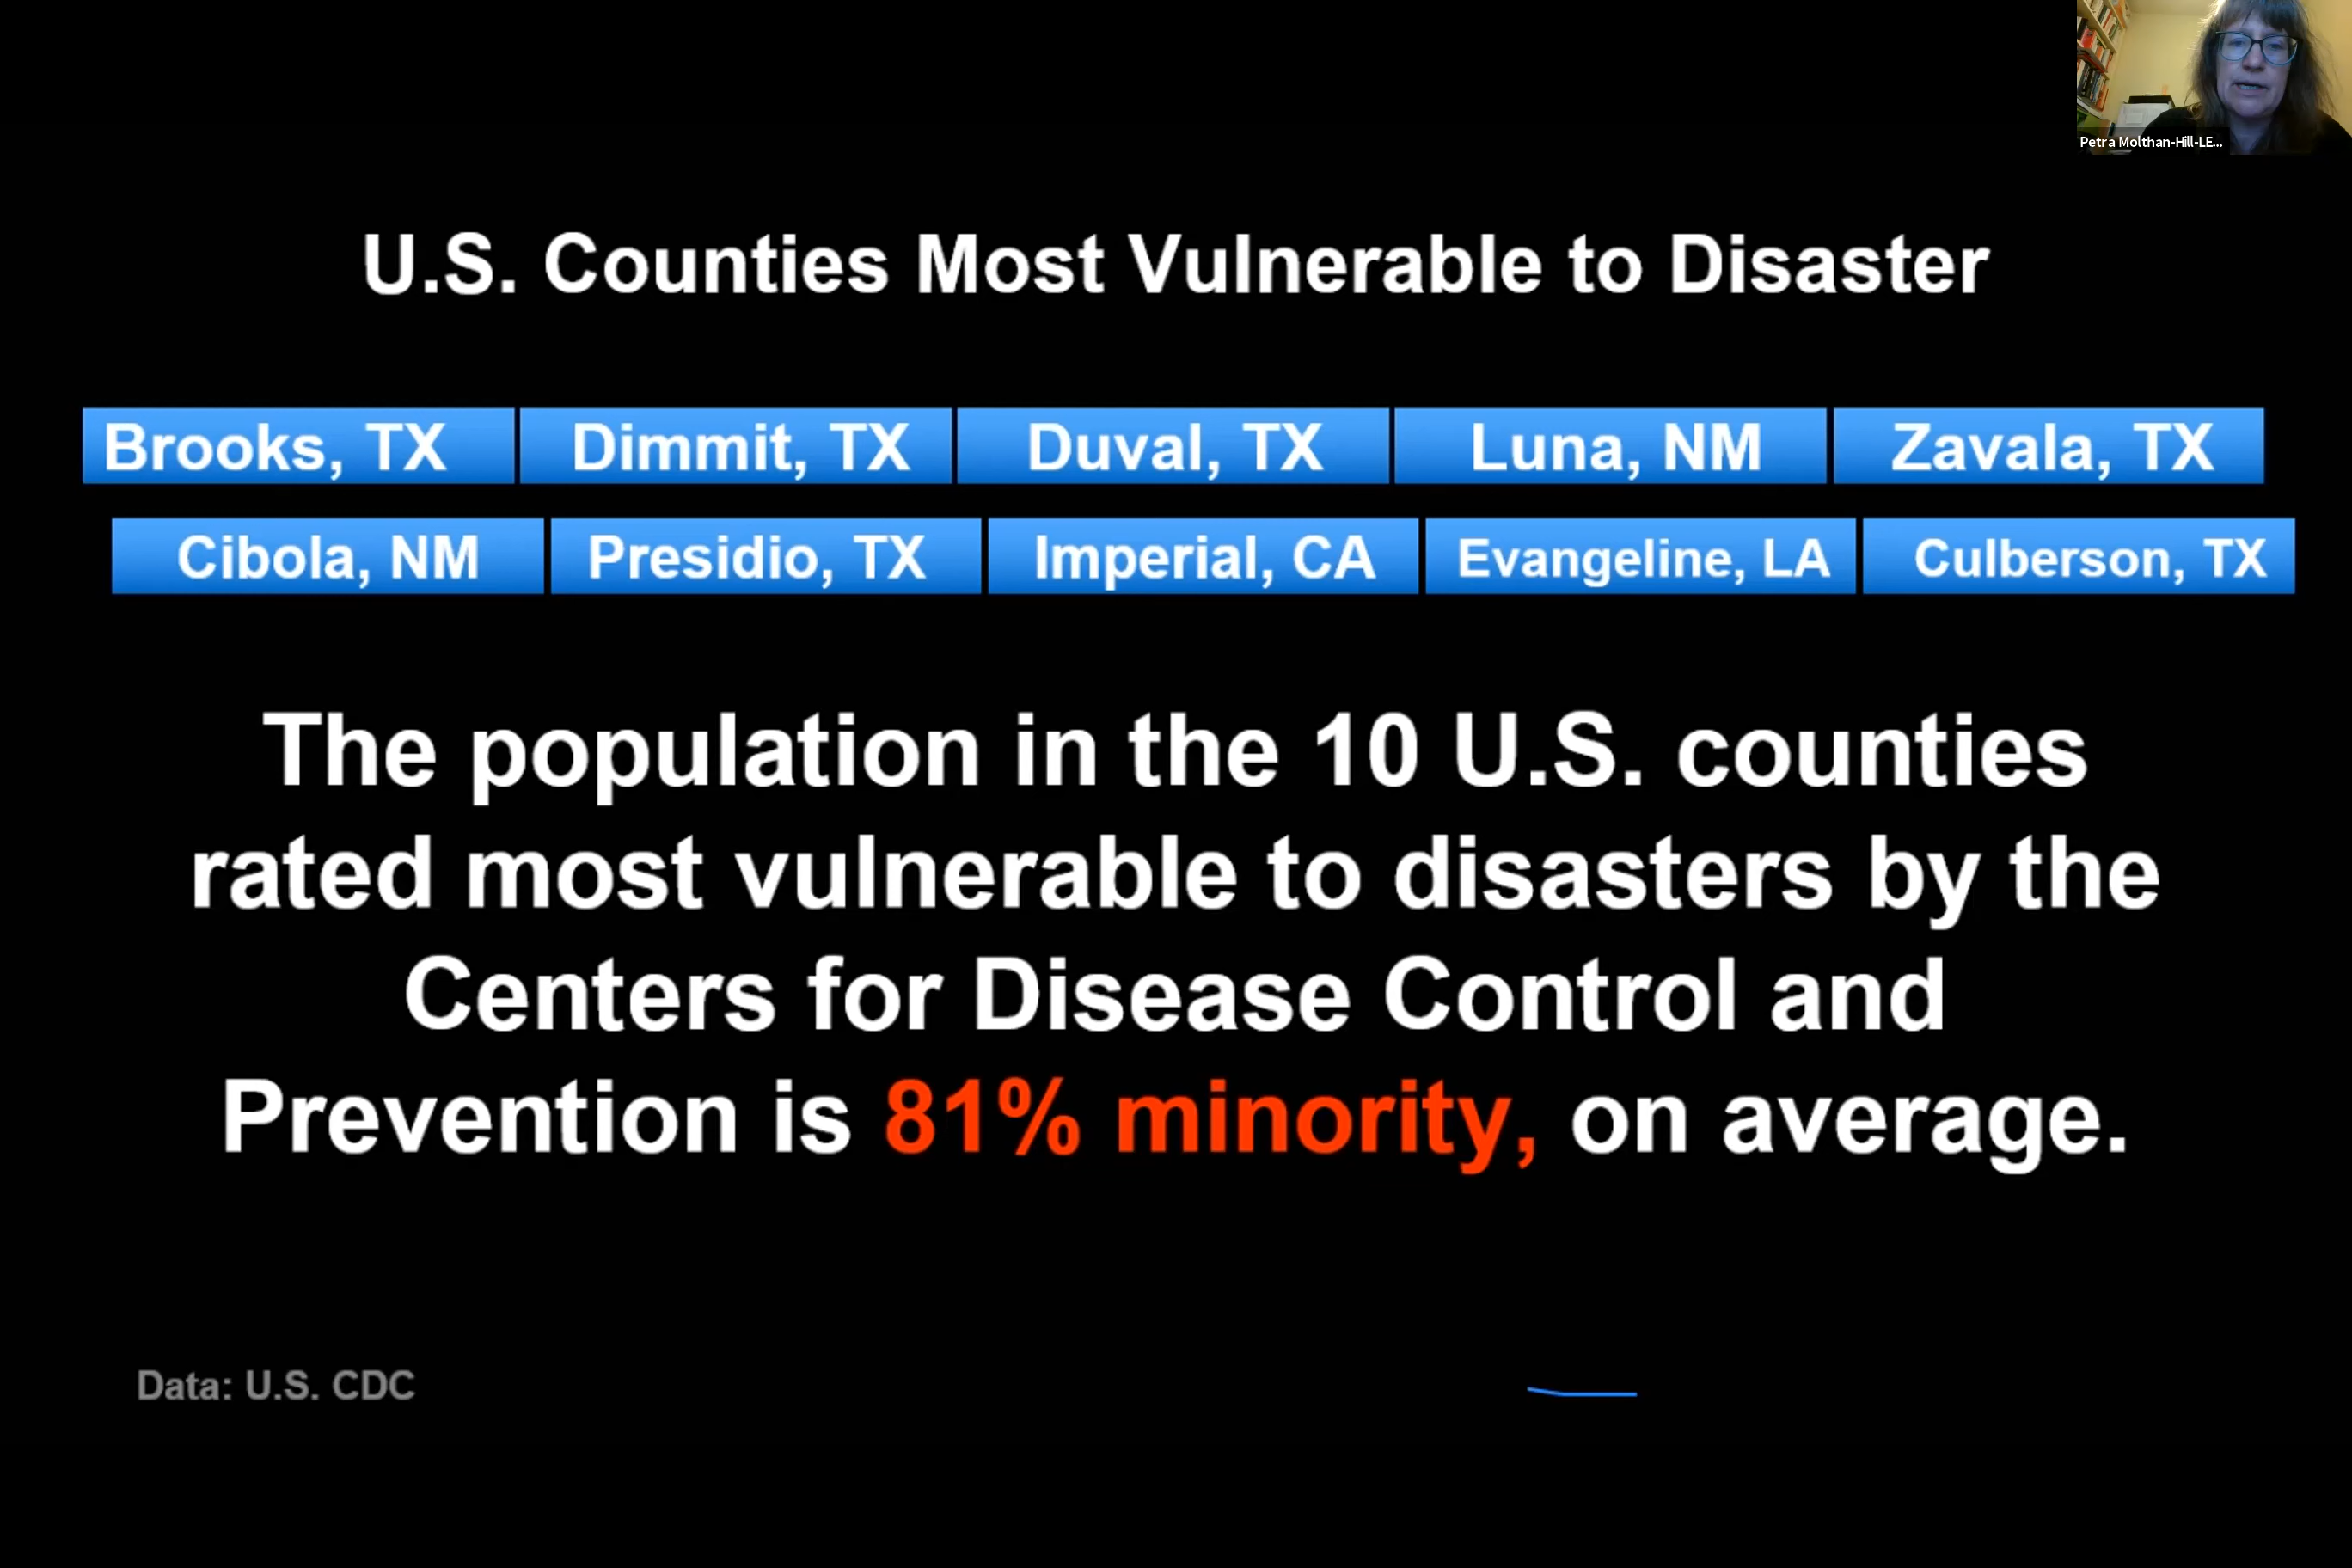 Petra Molthan-Hill-LE...
U.S. Counties Most Vulnerable to Disaster
Brooks, TX Dimmit, TX Duval, TX Luna, NM Zavala, TX
Cibola, NM Presidio, TX Imperial, CA Evangeline, LA Culberson, TX
The population in the 10 U.S. counties
rated most vulnerable to disasters by the
Centers for Disease Control and
Prevention is 81% minority, on average.
Data: U.S. CDC